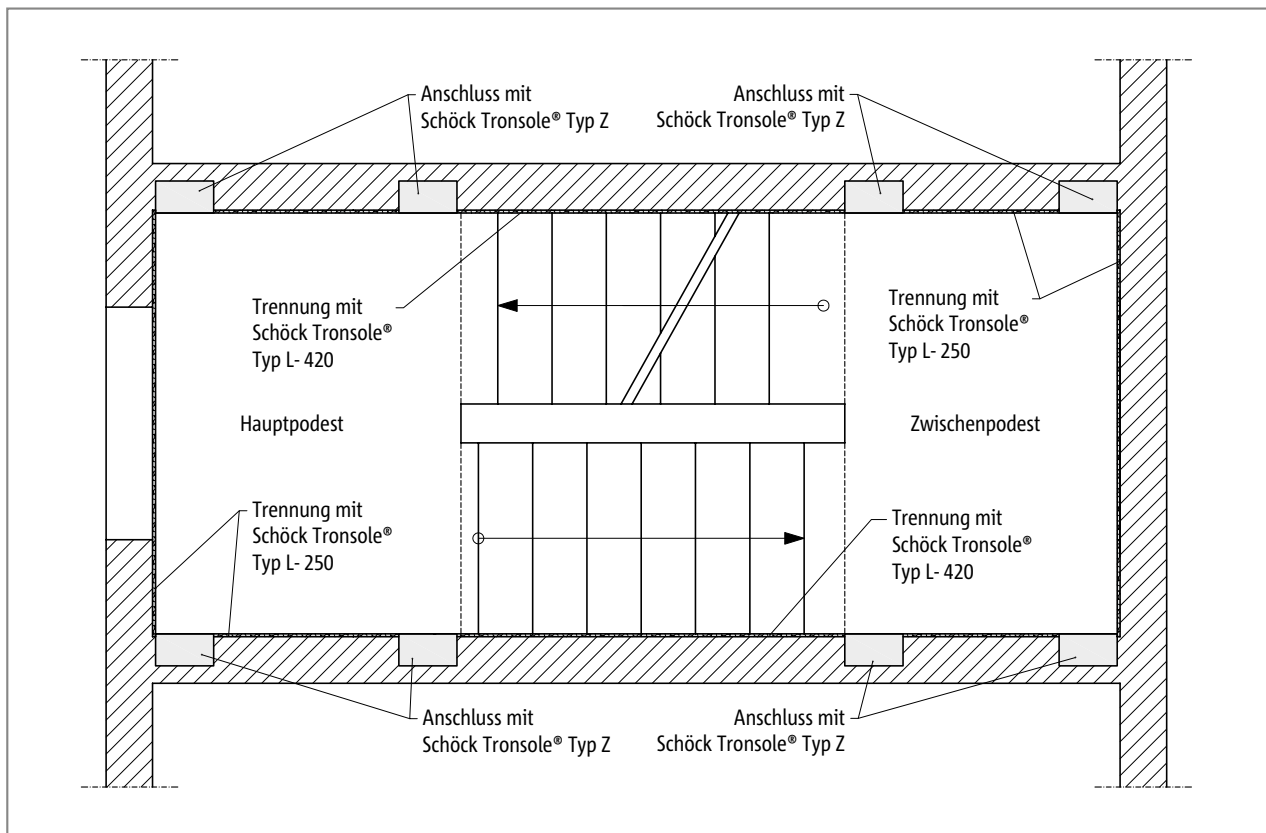 Anschluss mit
Schöck Tronsole® Typ Z
Anschluss mit
Schöck Tronsole® Typ Z
Trennung mit
Schöck Tronsole®
Typ L- 420
Trennung mit
Schöck Tronsole®
Typ L- 250
Hauptpodest
Zwischenpodest
Trennung mit
Schöck Tronsole®
Typ L- 250
Trennung mit
Schöck Tronsole®
Typ L- 420
Anschluss mit
Schöck Tronsole® Typ Z
Anschluss mit
Schöck Tronsole® Typ Z